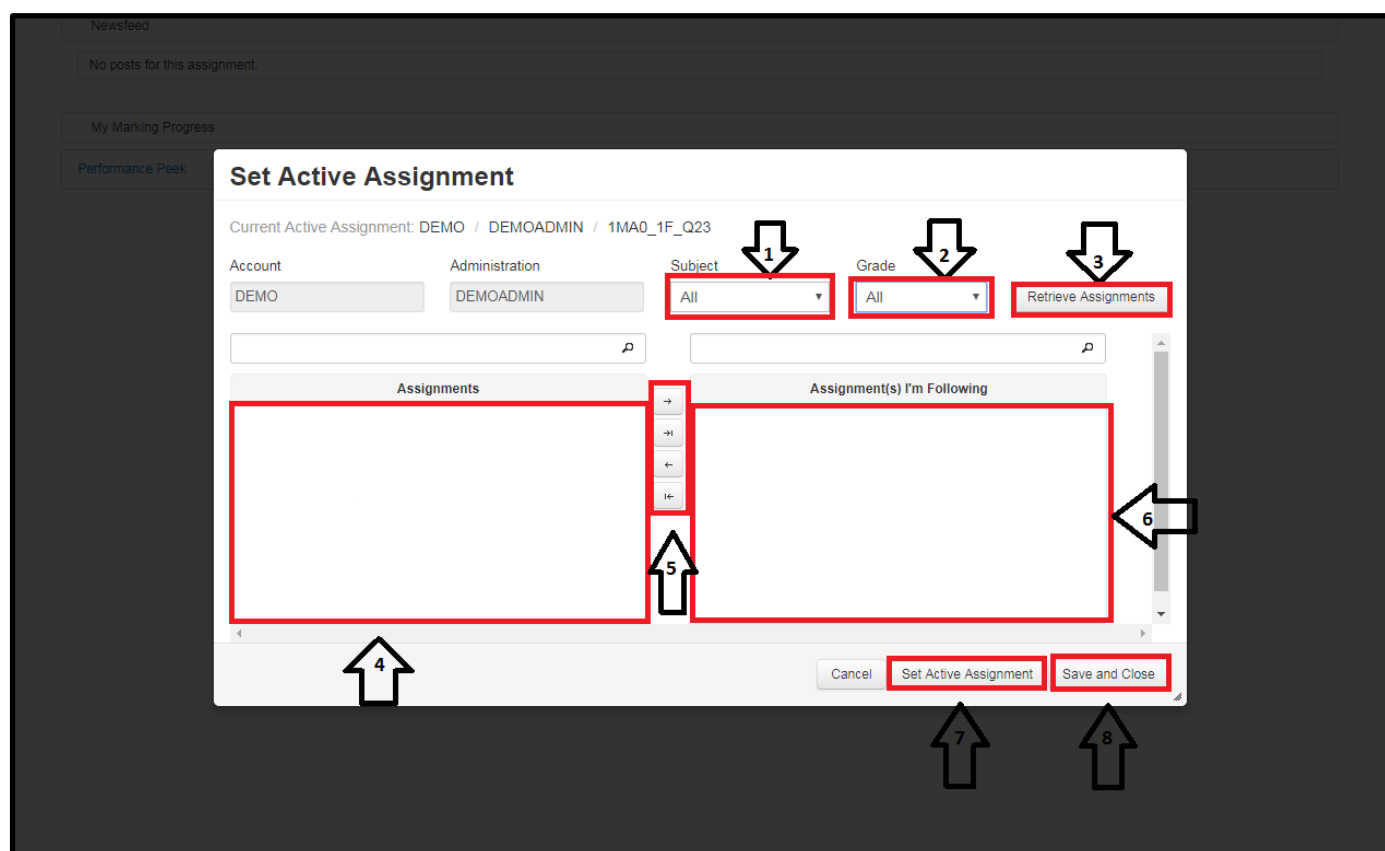 Newsfeed
No posts for this assignment.
My Marking Progress
Performance Peek
Set Active Assignment
Current Active Assignment: DEMO / DEMOADMIN / 1MA0_1F_Q23
Account Administration Subject 1 Grade 2 3
DEMO DEMOADMIN All All Retrieve Assignments
Assignments Assignment(s) I'm Following
6
5
4
Cancel Set Active Assignment Save and Close
7 8